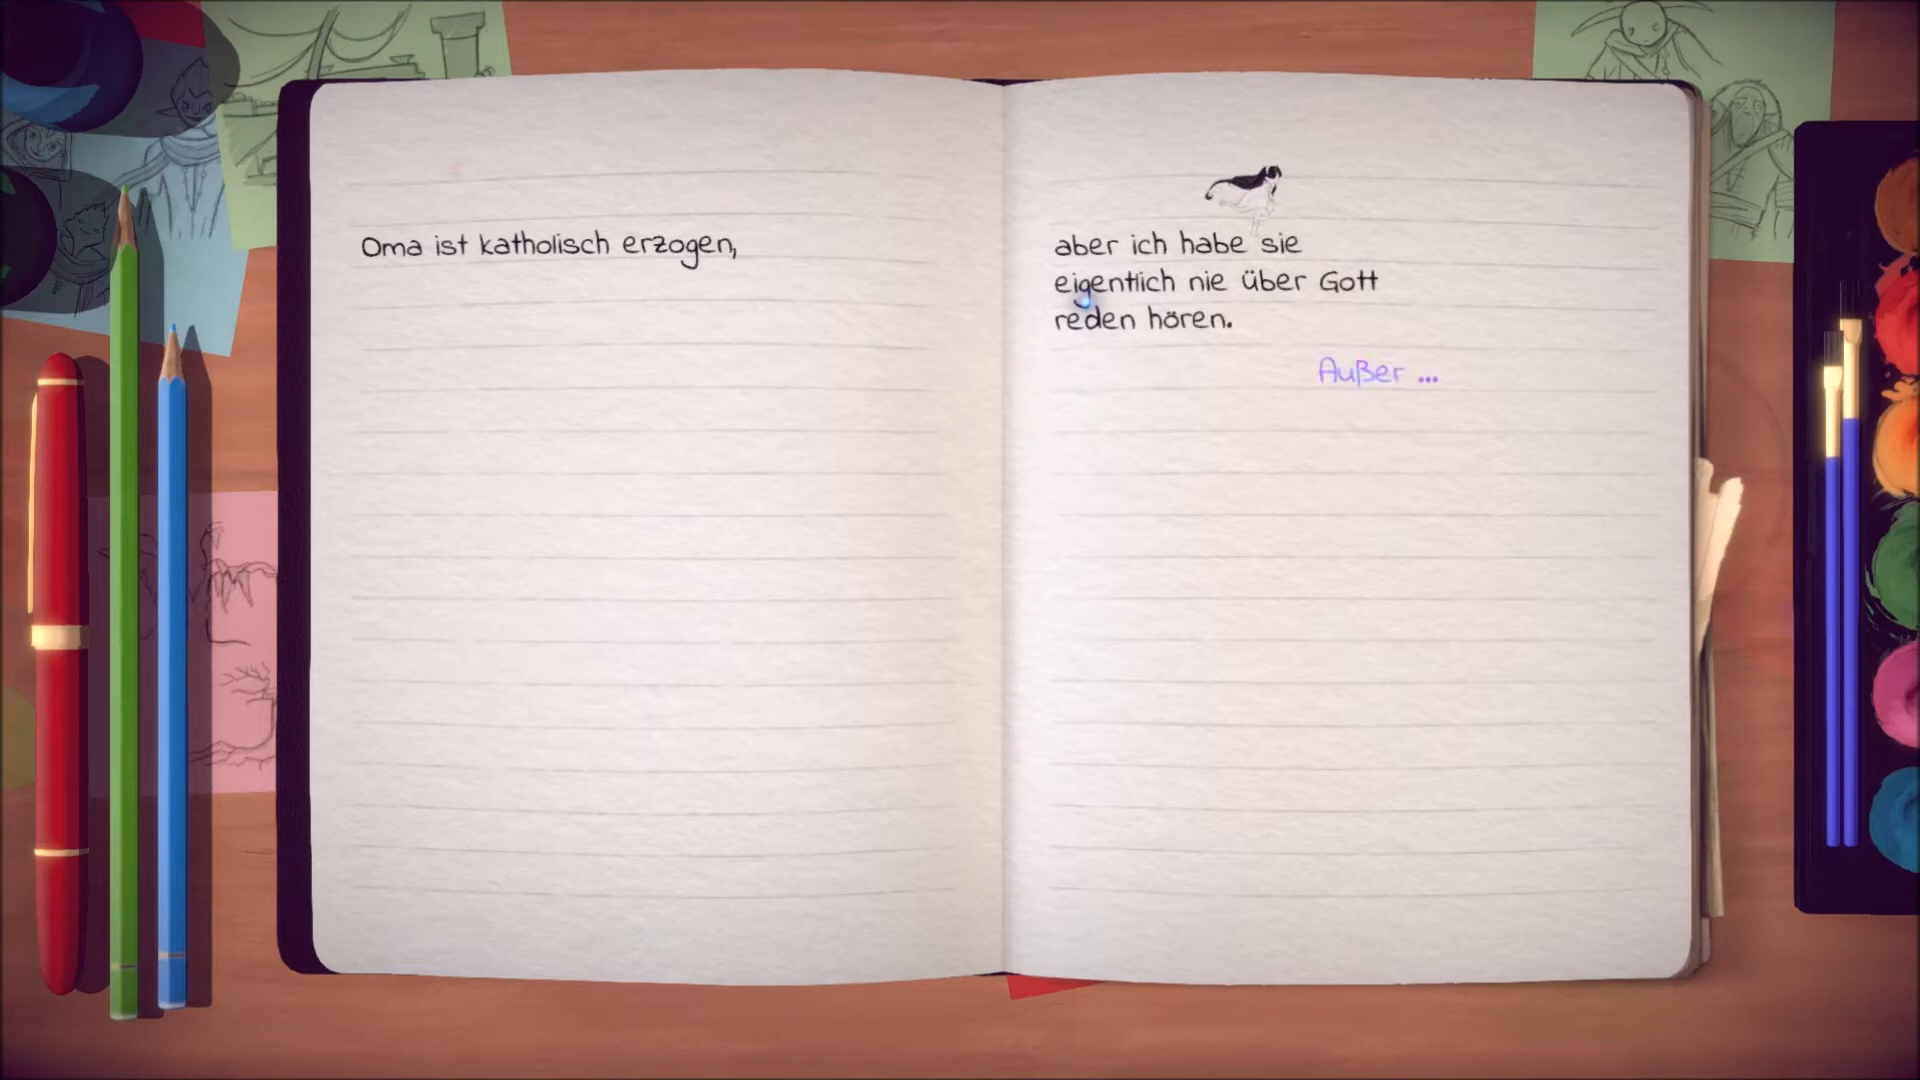 Oma ist katholisch erzogen,
aber ich habe sie
eigentlich nie über Gott
reden hören.
Außer ...